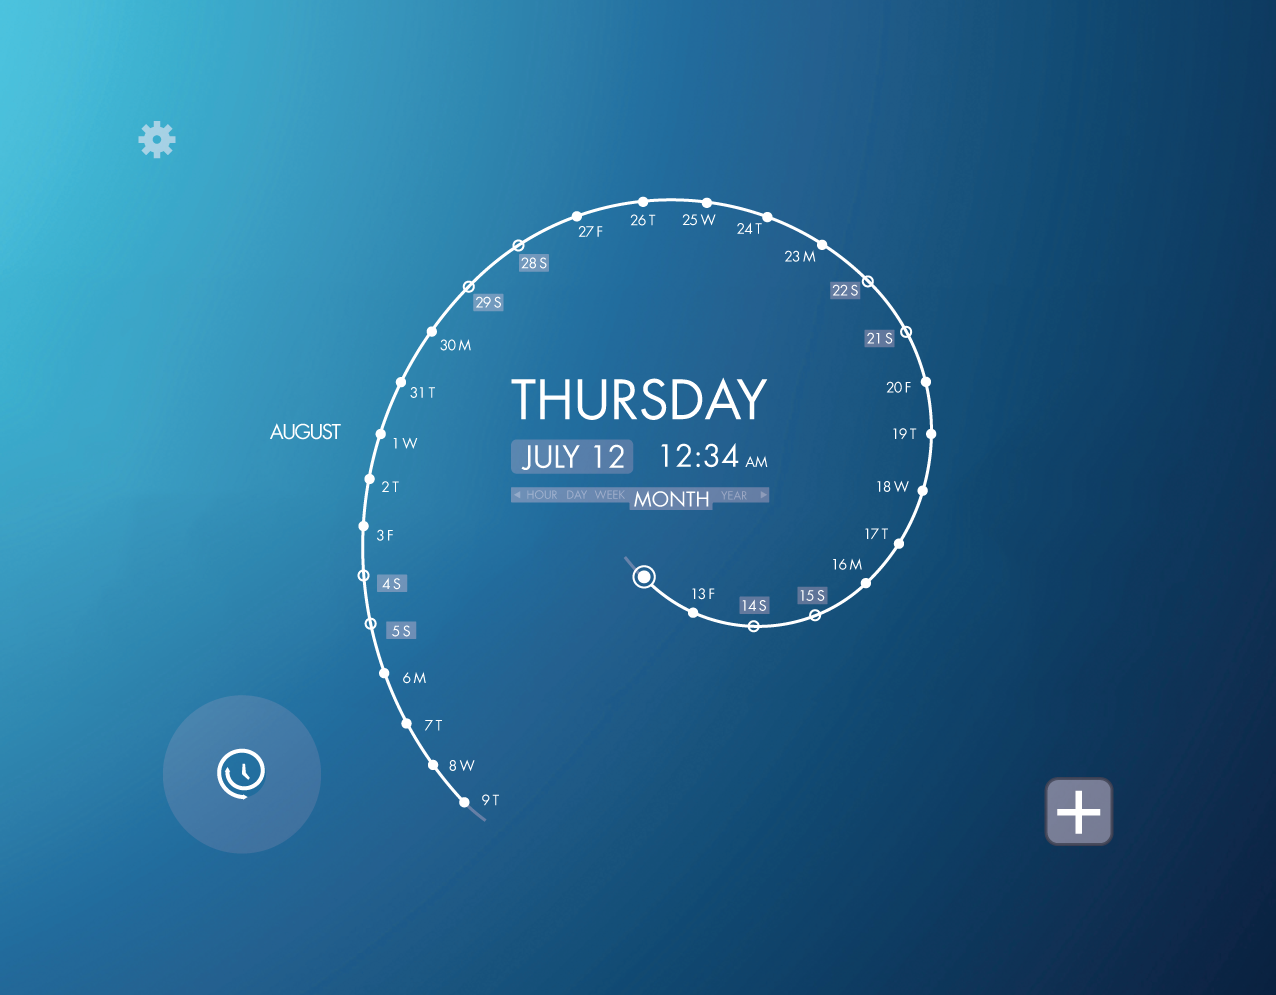 THURSDAY
JULY 12 12:34 AM
HOUR DAY WEEK MONTH YEAR
13 F
14 S
15 S
16 M
17 T
18 W
19 T
20 F
21 S
22 S
23 M
24 T
25 W
26 T
27 F
28 S
29 S
30 M
31 T
AUGUST
1 W
2 T
3 F
4 S
5 S
6 M
7 T
8 W
9 T